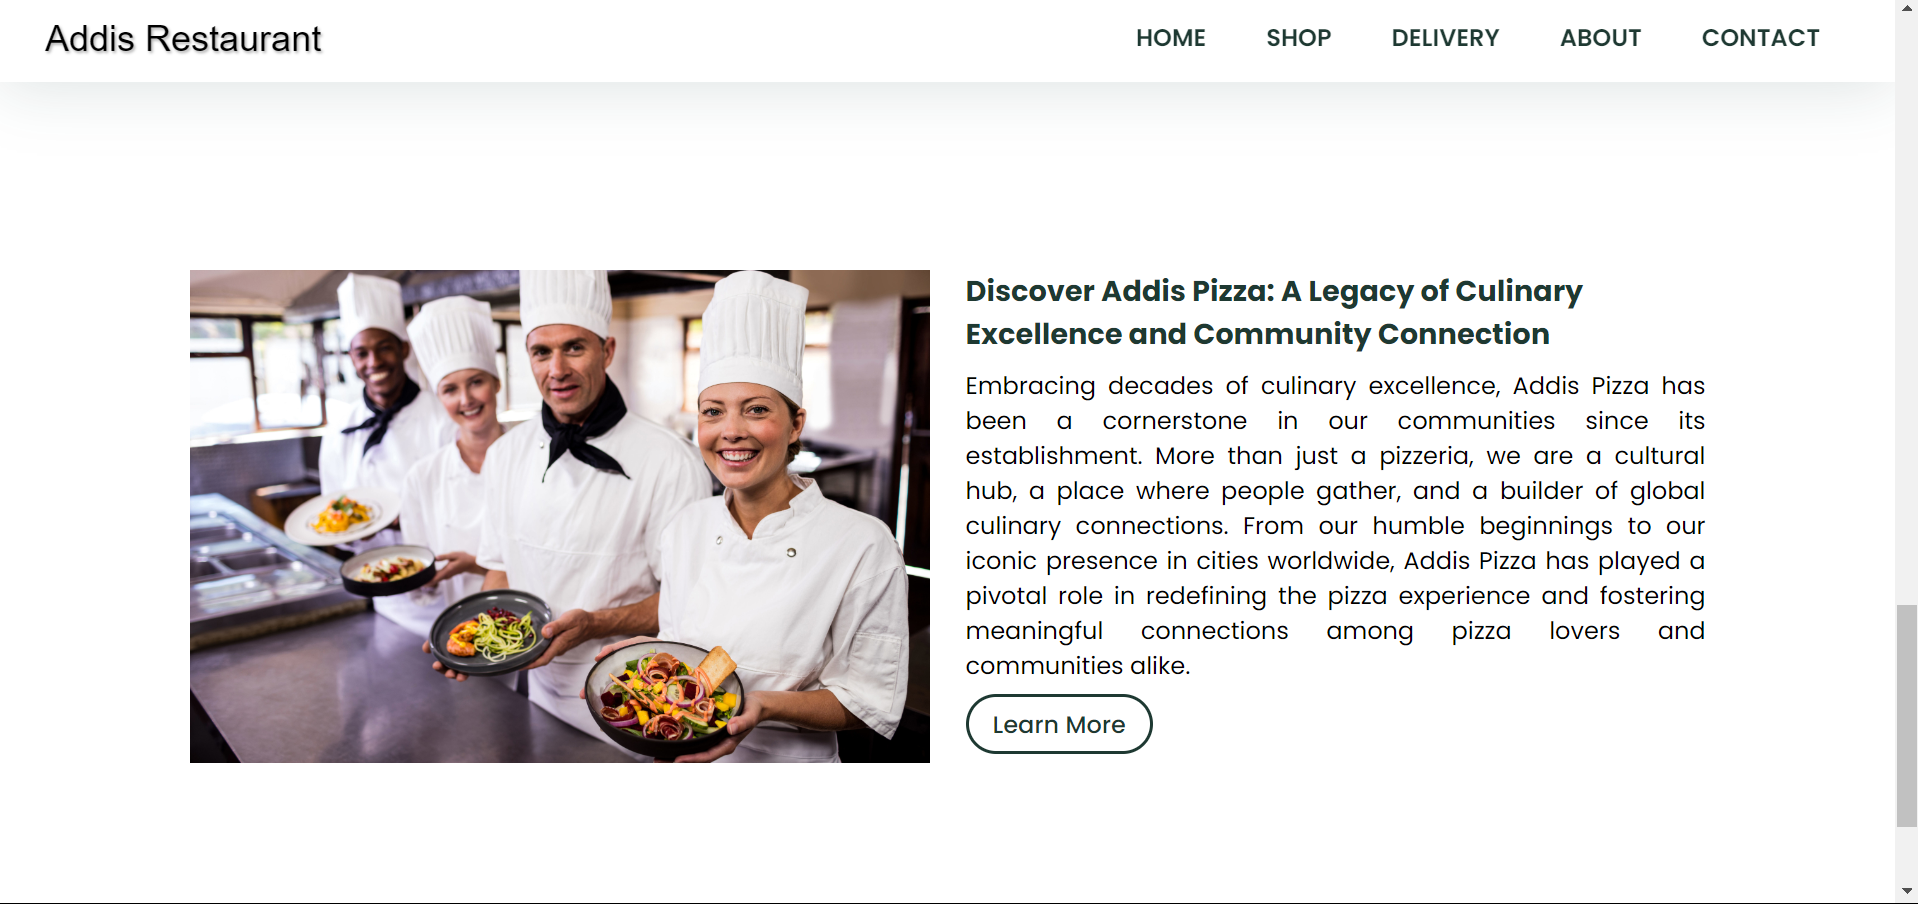 Addis Restaurant
HOME SHOP DELIVERY ABOUT CONTACT
Discover Addis Pizza: A Legacy of Culinary
Excellence and Community Connection
Embracing decades of culinary excellence, Addis Pizza has
been a cornerstone in our communities since its
establishment. More than just a pizzeria, we are a cultural
hub, a place where people gather, and a builder of global
culinary connections. From our humble beginnings to our
iconic presence in cities worldwide, Addis Pizza has played a
pivotal role in redefining the pizza experience and fostering
meaningful connections among pizza lovers and
communities alike.
Learn More